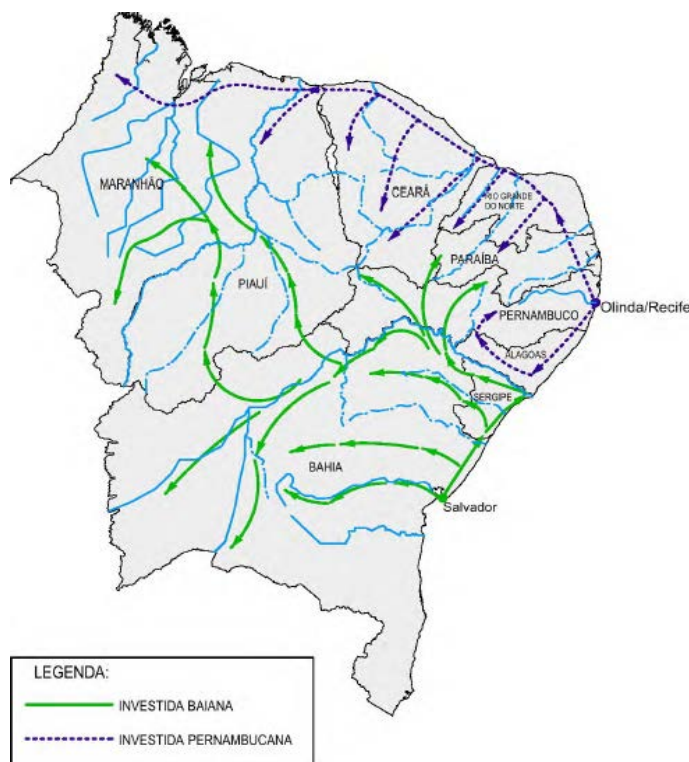 MARANHÃO
CEARÁ
RIO GRANDE
DO NORTE
PARAÍBA
PIAUÍ
Olinda/Recife
PERNAMBUCO
ALAGOAS
SERGIPE
BAHIA
Salvador
LEGENDA:
INVESTIDA BAIANA
INVESTIDA PERNAMBUCANA